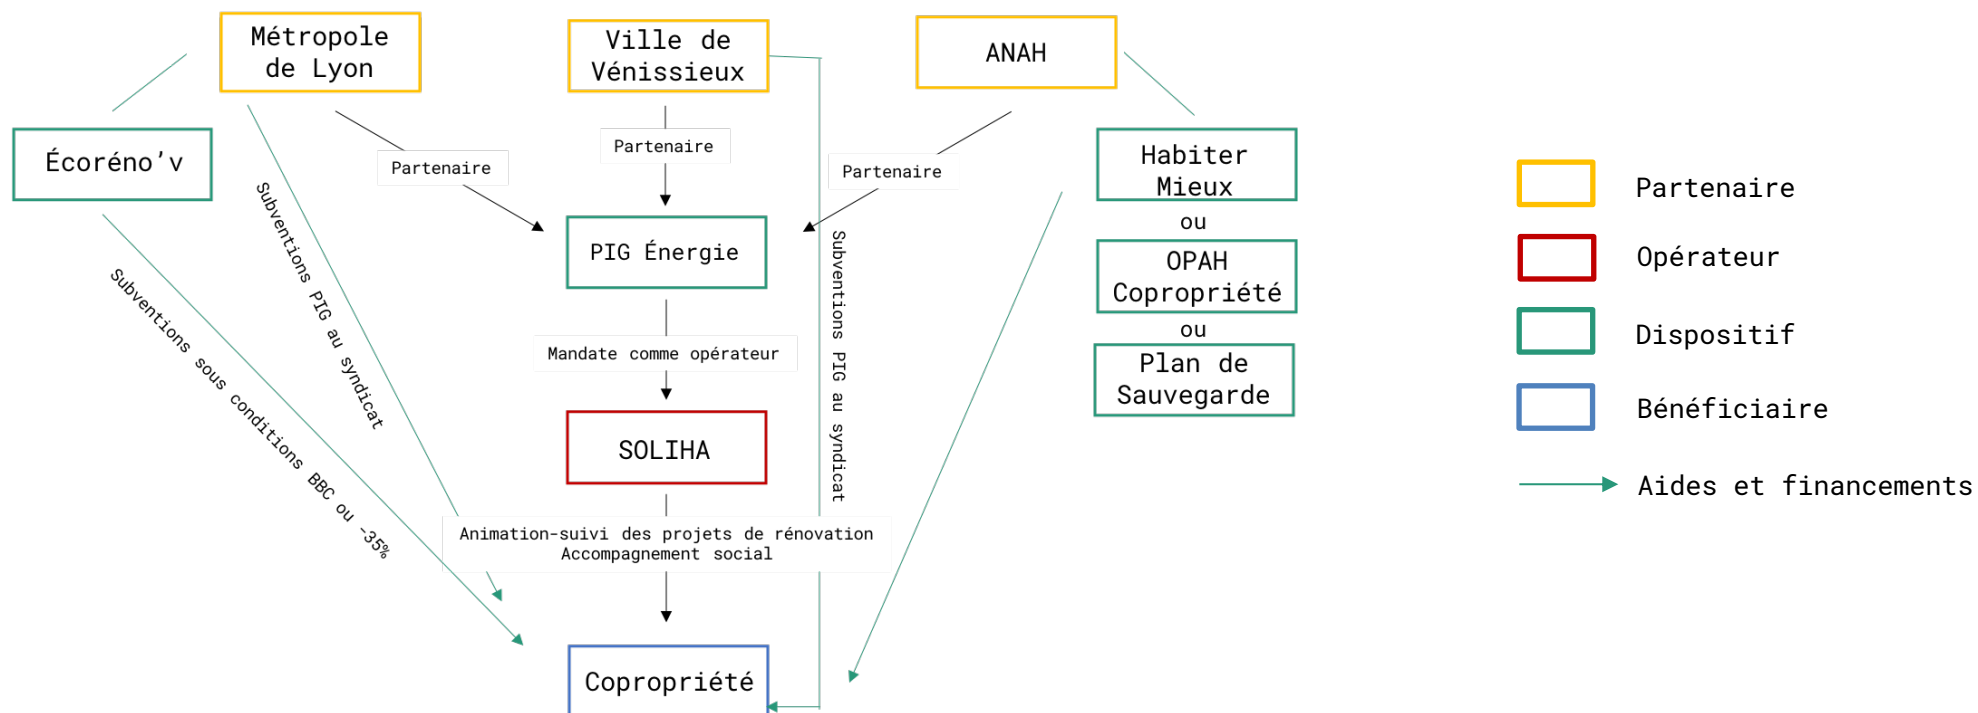 Métropole
de Lyon
Ville de
Vénissieux
ANAH
Écoréno’v
Partenaire
Partenaire
Partenaire
Habiter
Mieux
ou
OPAH
Copropriété
ou
Plan de
Sauvegarde
PIG Énergie
Subventions PIG au syndicat
Subventions sous conditions BBC ou -35%
Subventions PIG au syndicat
Mandate comme opérateur
SOLIHA
Animation-suivi des projets de rénovation
Accompagnement social
Copropriété
Partenaire
Opérateur
Dispositif
Bénéficiaire
Aides et financements